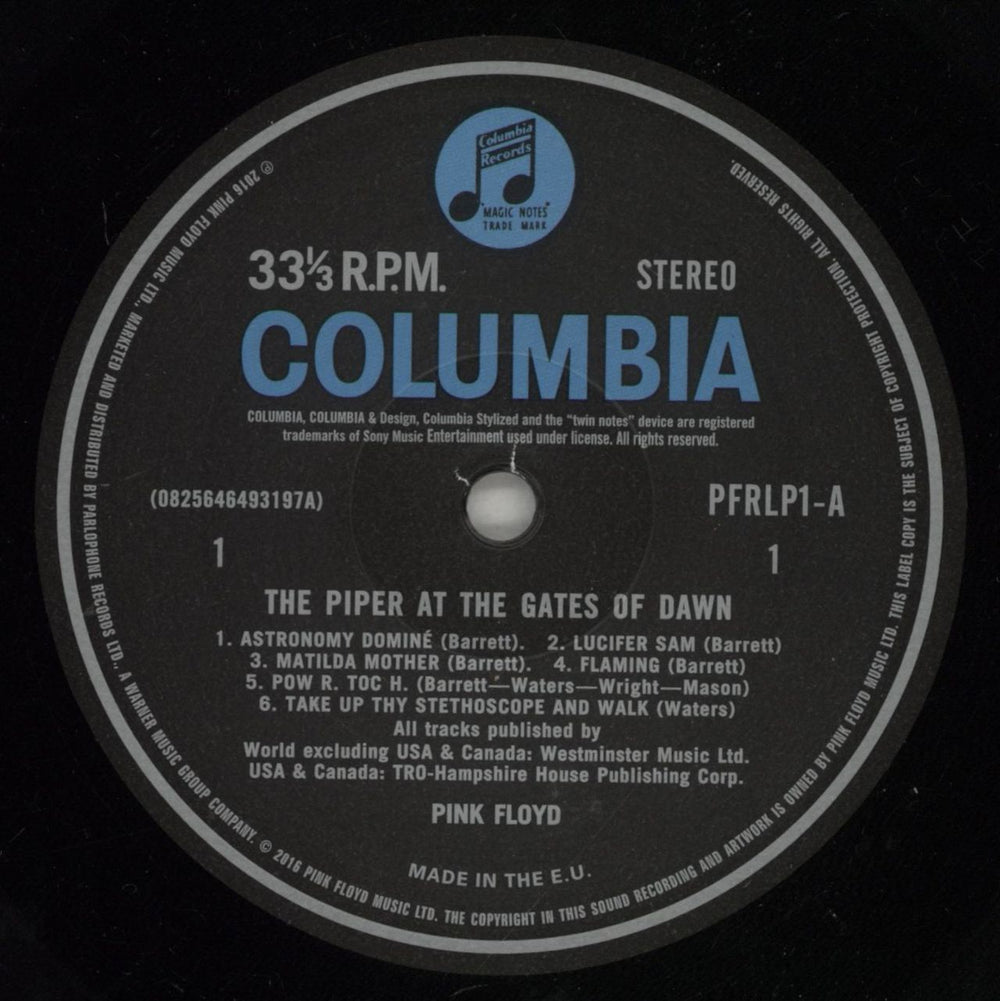 Columbia
Records
"MAGIC NOTES"
TRADE MARK
33⅓ R.P.M.
STEREO
COLUMBIA
COLUMBIA, COLUMBIA & Design, Columbia Stylized and the "twin notes" device are registered
trademarks of Sony Music Entertainment used under license. All rights reserved.
(0825646493197A)
PFRLP1-A
1
1
THE PIPER AT THE GATES OF DAWN
1. ASTRONOMY DOMINÉ (Barrett). 2. LUCIFER SAM (Barrett)
3. MATILDA MOTHER (Barrett). 4. FLAMING (Barrett)
5. POW R. TOC H. (Barrett—Waters—Wright—Mason)
6. TAKE UP THY STETHOSCOPE AND WALK (Waters)
All tracks published by
World excluding USA & Canada: Westminster Music Ltd.
USA & Canada: TRO-Hampshire House Publishing Corp.
PINK FLOYD
MADE IN THE E.U.
℗ 2016 PINK FLOYD MUSIC LTD., MARKETED AND DISTRIBUTED BY PARLOPHONE RECORDS LTD., A WARNER MUSIC GROUP COMPANY. © 2016 PINK FLOYD MUSIC LTD. THE COPYRIGHT IN THIS SOUND RECORDING AND ARTWORK IS OWNED BY PINK FLOYD MUSIC LTD. THIS LABEL COPY IS THE SUBJECT OF COPYRIGHT PROTECTION. ALL RIGHTS RESERVED.